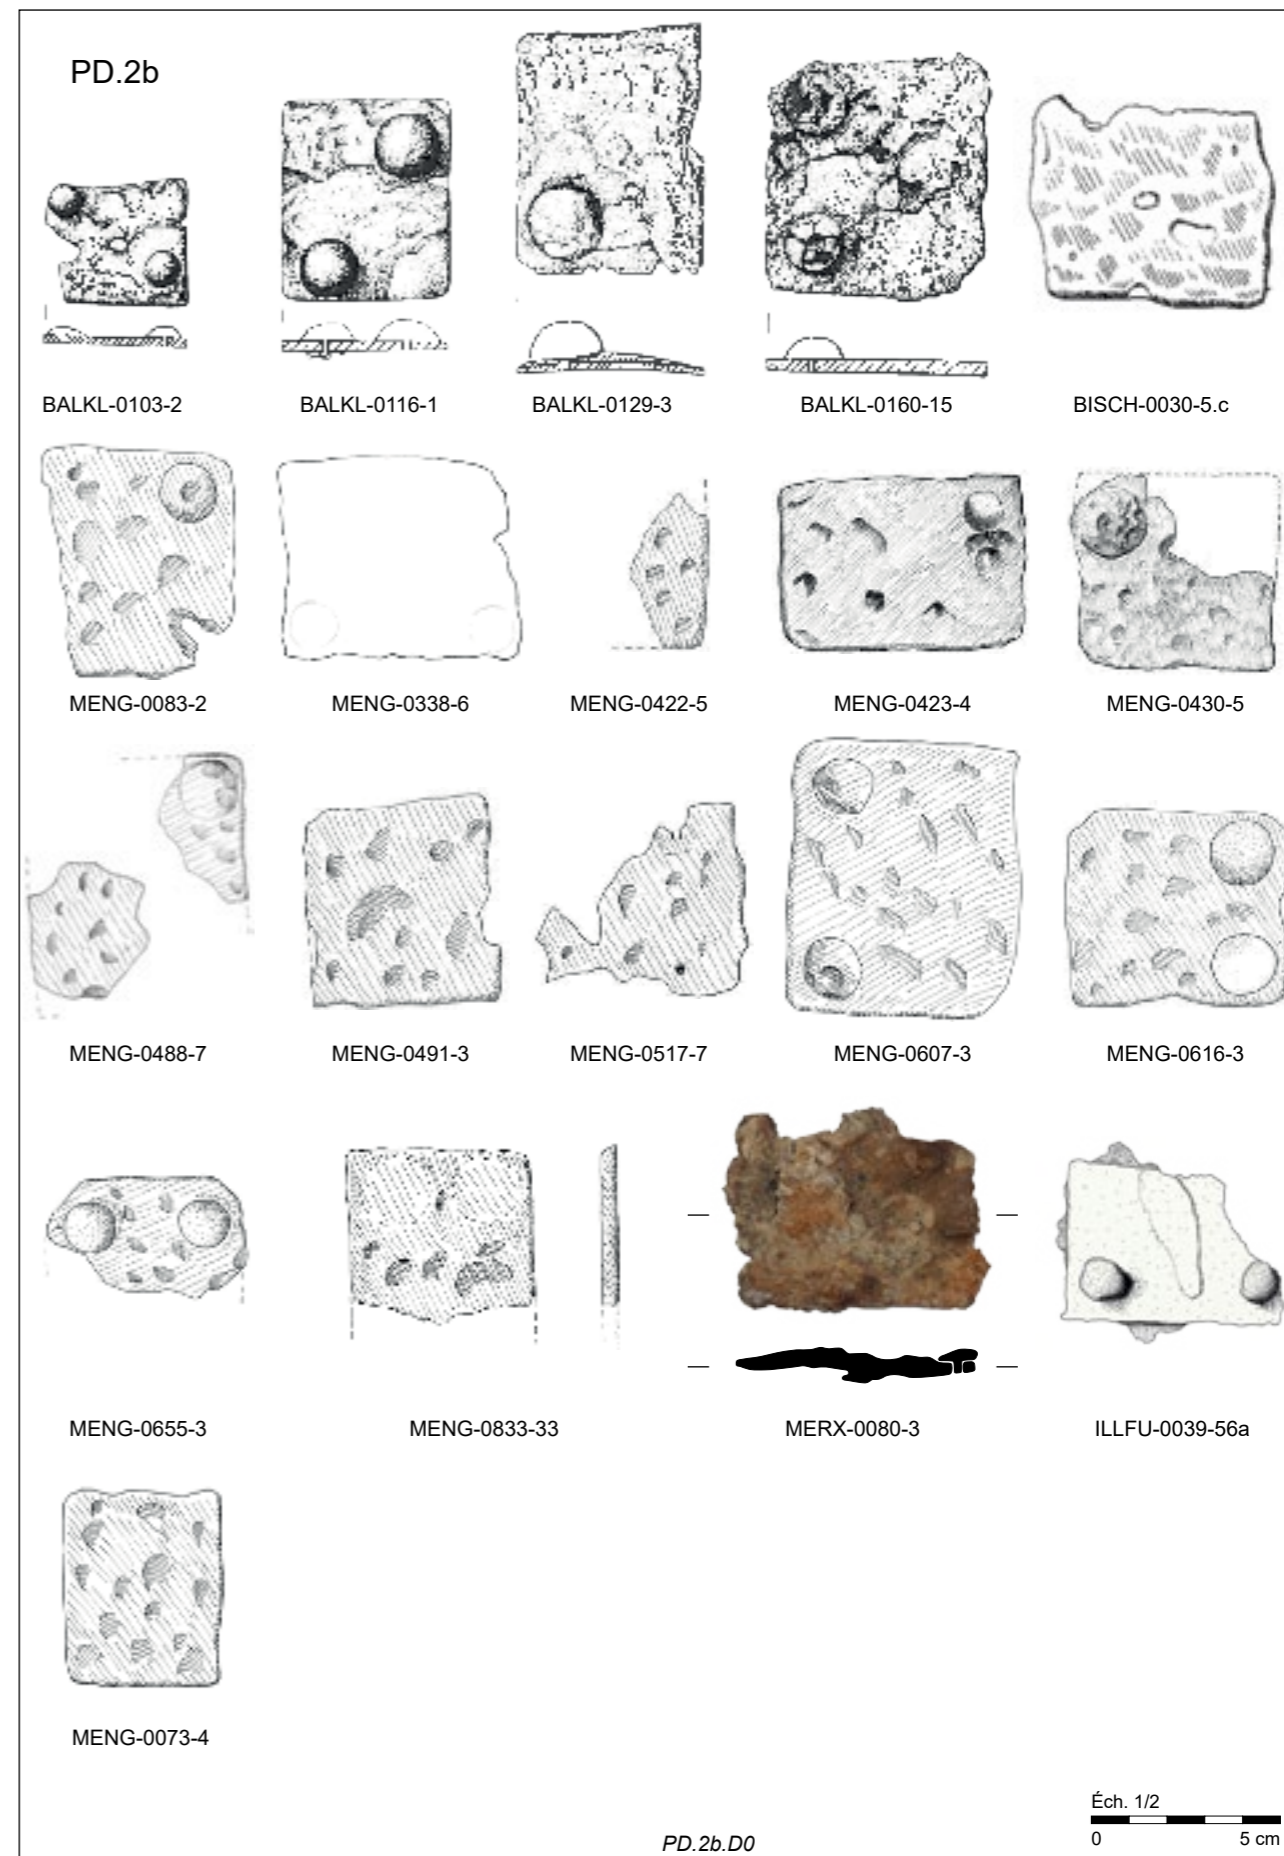 PD.2b
BALKL-0103-2
BALKL-0116-1
BALKL-0129-3
BALKL-0160-15
BISCH-0030-5.c
MENG-0083-2
MENG-0338-6
MENG-0422-5
MENG-0423-4
MENG-0430-5
MENG-0488-7
MENG-0491-3
MENG-0517-7
MENG-0607-3
MENG-0616-3
MENG-0655-3
MENG-0833-33
MERX-0080-3
ILLFU-0039-56a
MENG-0073-4
Éch. 1/2
0 5 cm
PD.2b.D0